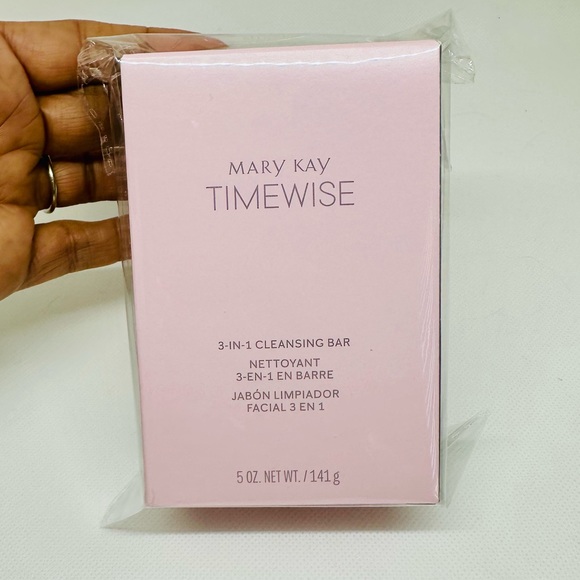 MARY KAY
TIMEWISE
3-IN-1 CLEANSING BAR
NETTOYANT
3-EN-1 EN BARRE
JABÓN LIMPIADOR
FACIAL 3 EN 1
5 OZ. NET WT. / 141 g